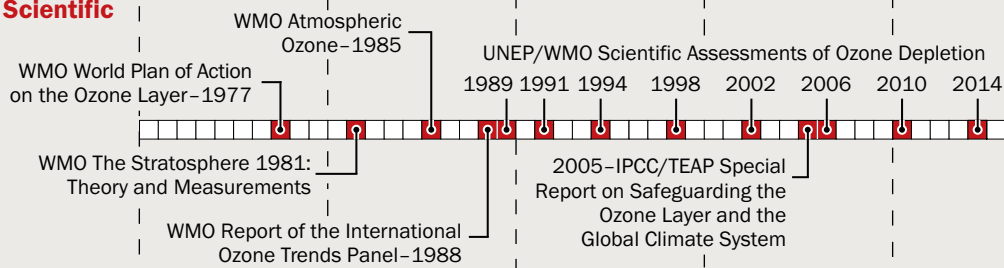 Scientific
WMO Atmospheric
Ozone–1985
UNEP/WMO Scientific Assessments of Ozone Depletion
WMO World Plan of Action
on the Ozone Layer–1977
1989 1991 1994 1998 2002 2006 2010 2014
WMO The Stratosphere 1981:
Theory and Measurements
2005–IPCC/TEAP Special
Report on Safeguarding the
Ozone Layer and the
Global Climate System
WMO Report of the International
Ozone Trends Panel–1988